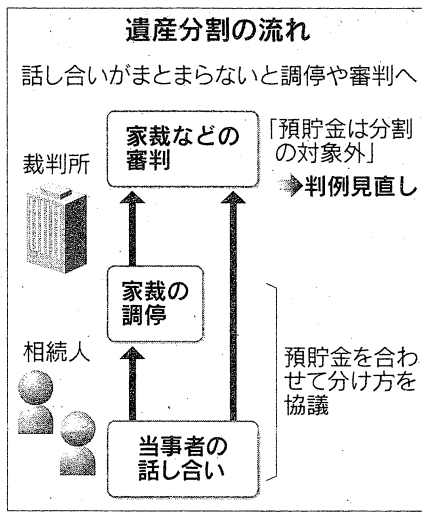 遺産分割の流れ
話し合いがまとまらないと調停や審判へ
家裁などの
審判
「預貯金は分割
の対象外」
判例見直し
裁判所
家裁の
調停
相続人
預貯金を合わ
せて分け方を
協議
当事者の
話し合い